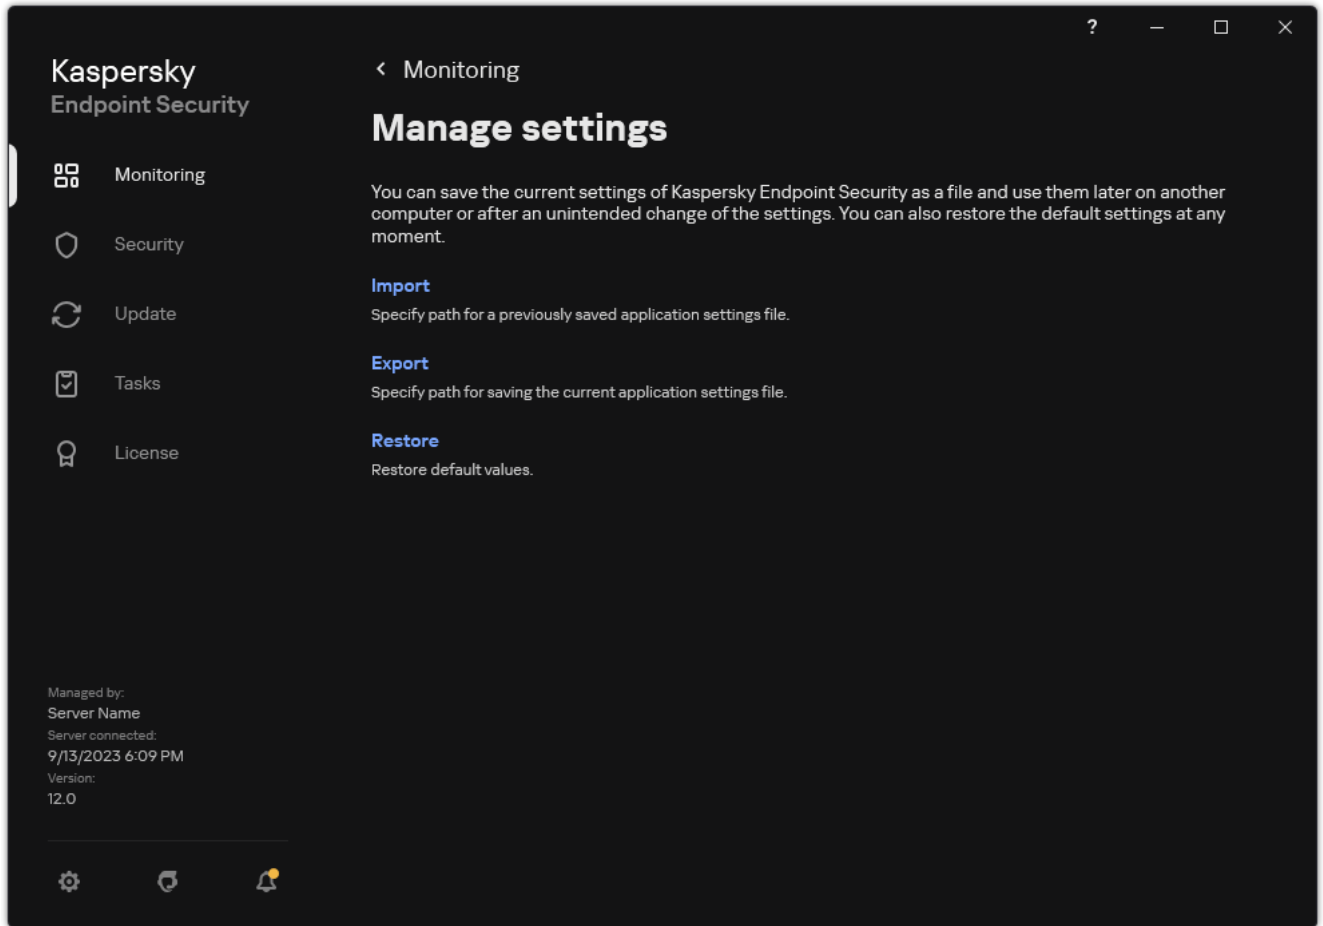 ?
Kaspersky
Endpoint Security
Monitoring
Security
Update
Tasks
License
Managed by:
Server Name
Server connected:
9/13/2023 6:09 PM
Version:
12.0
Monitoring
Manage settings
You can save the current settings of Kaspersky Endpoint Security as a file and use them later on another
computer or after an unintended change of the settings. You can also restore the default settings at any
moment.
Import
Specify path for a previously saved application settings file.
Export
Specify path for saving the current application settings file.
Restore
Restore default values.